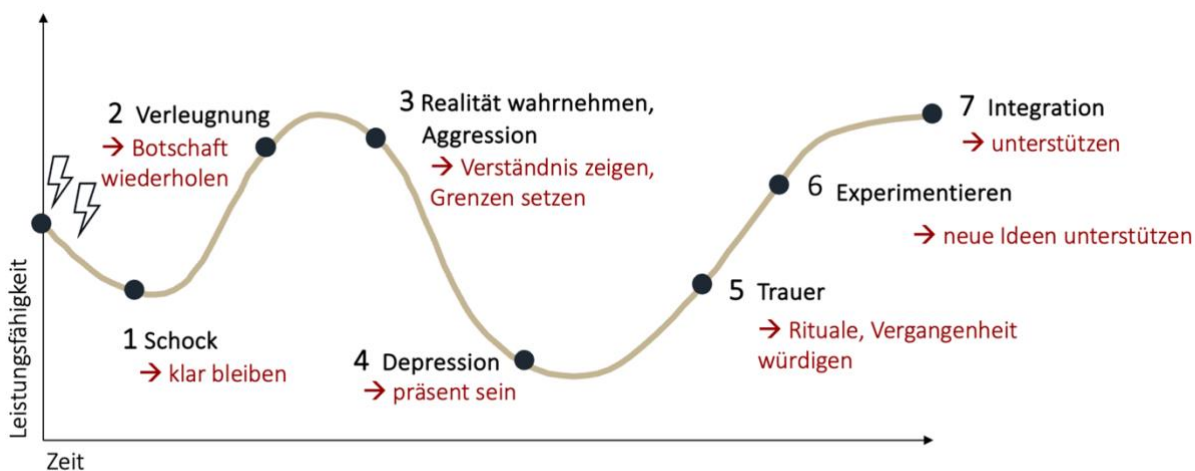 2 Verleugnung
→ Botschaft
wiederholen
3 Realität wahrnehmen,
Aggression
→ Verständnis zeigen,
Grenzen setzen
7 Integration
→ unterstützen
6 Experimentieren
→ neue Ideen unterstützen
5 Trauer
→ Rituale, Vergangenheit
würdigen
1 Schock
→ klar bleiben
4 Depression
→ präsent sein
Leistungsfähigkeit
Zeit